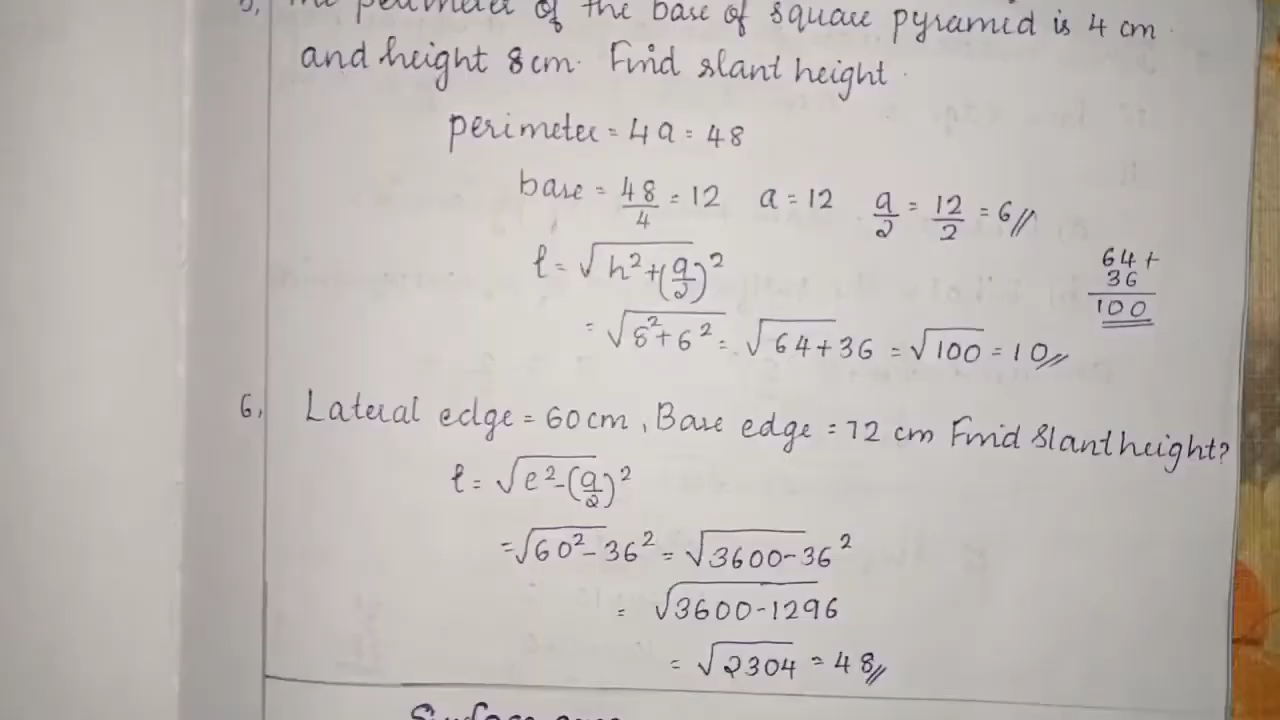 5, The perimeter of the base of square pyramid is 4 cm
and height 8cm. Find slant height.
perimeter = 4a = 48
base = 48/4 = 12 a = 12 a/2 = 12/2 = 6//
l = √h²+(a/2)²
= √8²+6² = √64+36 = √100 = 10//
64+
36
100
6, Lateral edge = 60cm, Base edge = 72 cm Find Slant height?
l = √e²-(a/2)²
= √60²-36² = √3600-36²
= √3600-1296
= √2304 = 48//